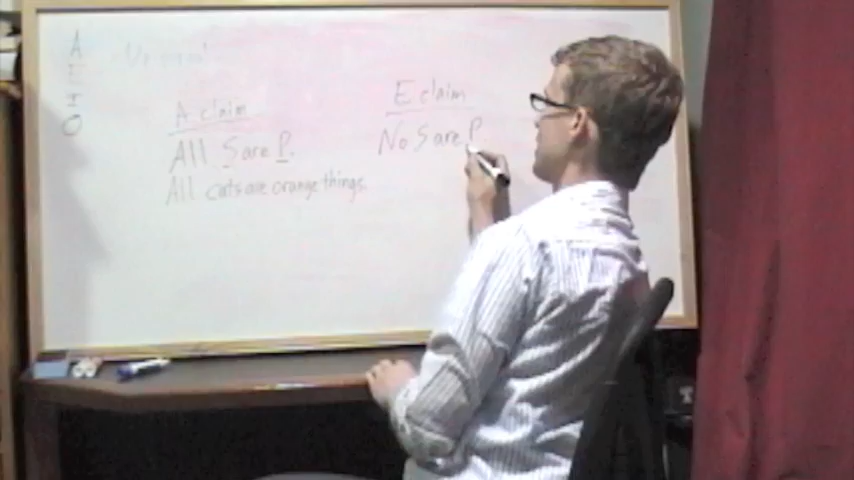 A
E
I
O
A claim
All S are P.
All cats are orange things.
E claim
No S are P